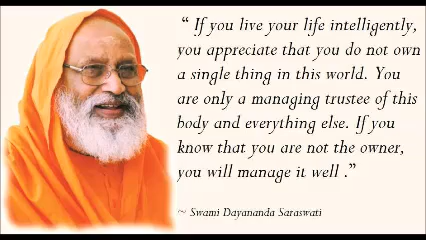 “ If you live your life intelligently,
you appreciate that you do not own
a single thing in this world. You
are only a managing trustee of this
body and everything else. If you
know that you are not the owner,
you will manage it well .”
~ Swami Dayananda Saraswati